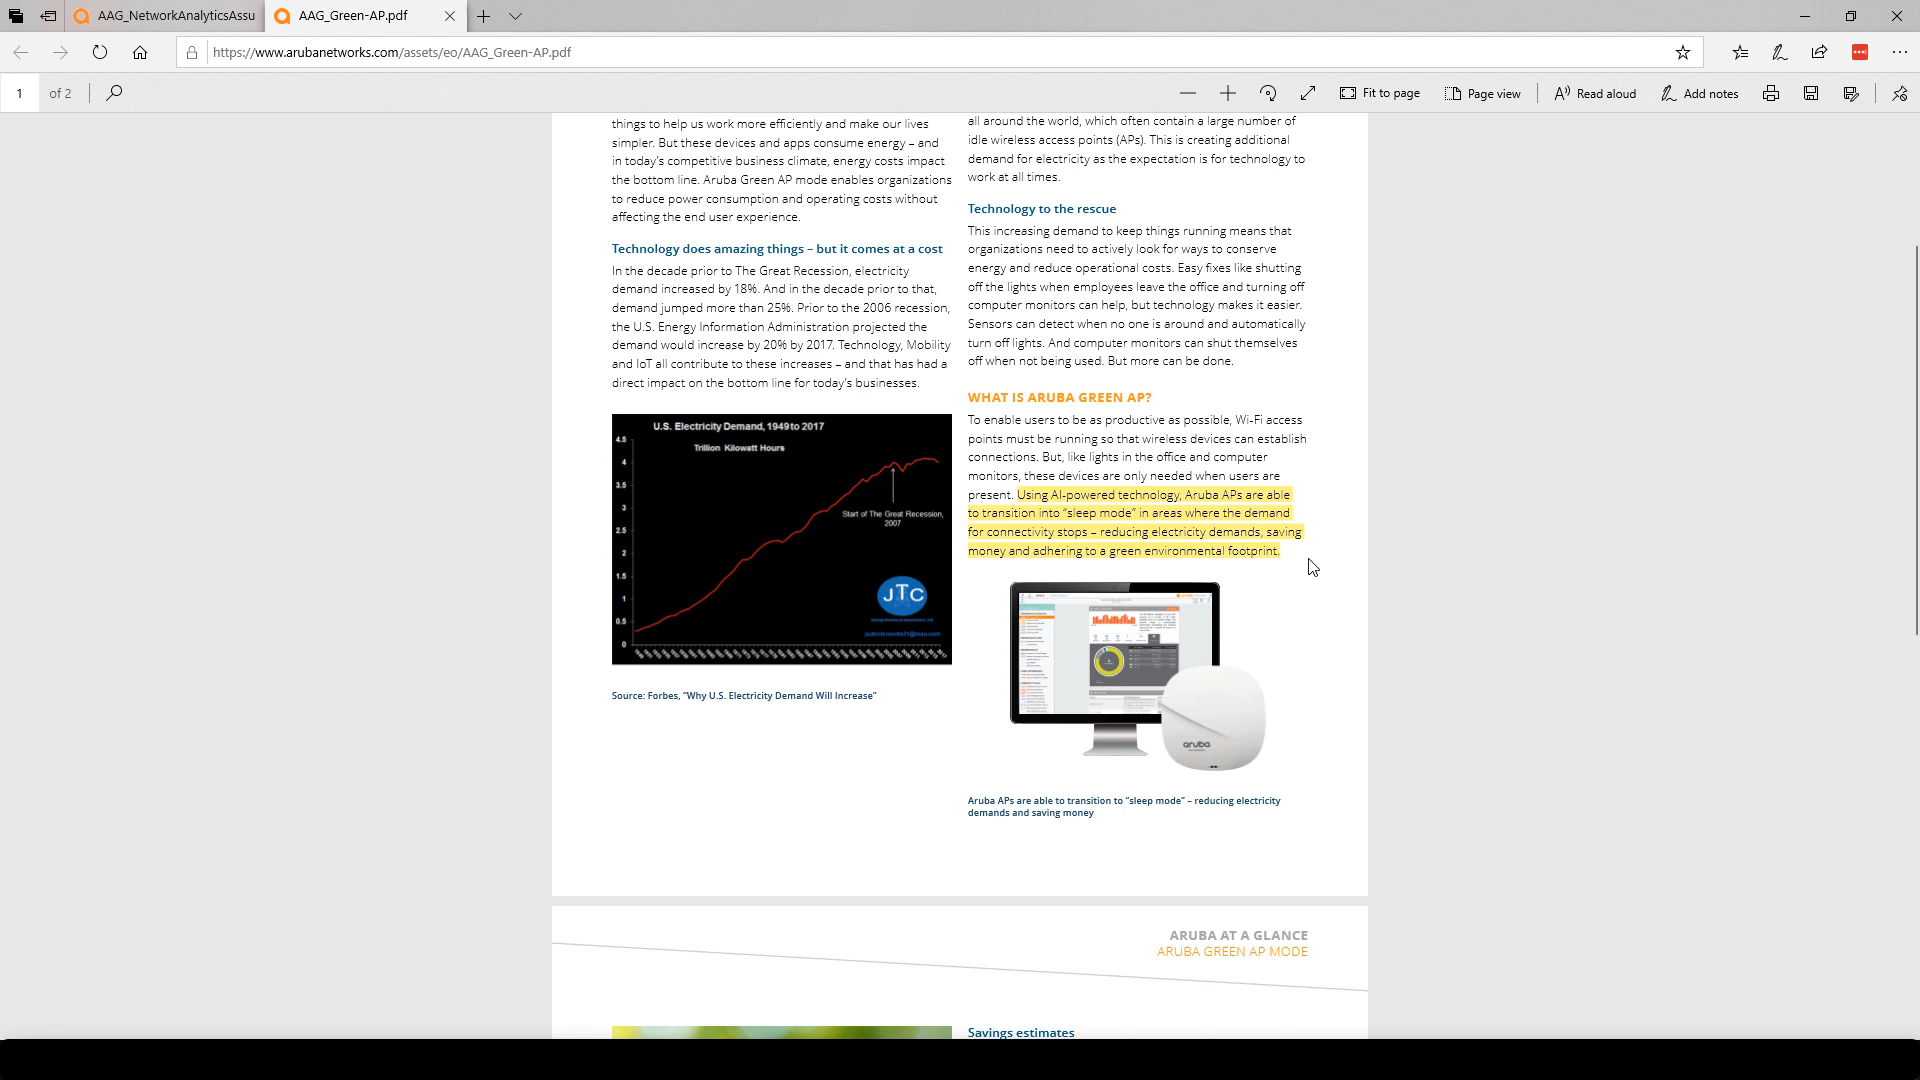 AAG_NetworkAnalyticsAssu
AAG_Green-AP.pdf
https://www.arubanetworks.com/assets/eo/AAG_Green-AP.pdf
1 of 2
Fit to page
Page view
Read aloud
Add notes
things to help us work more efficiently and make our lives
simpler. But these devices and apps consume energy – and
in today's competitive business climate, energy costs impact
the bottom line. Aruba Green AP mode enables organizations
to reduce power consumption and operating costs without
affecting the end user experience.
Technology does amazing things – but it comes at a cost
In the decade prior to The Great Recession, electricity
demand increased by 18%. And in the decade prior to that,
demand jumped more than 25%. Prior to the 2006 recession,
the U.S. Energy Information Administration projected the
demand would increase by 20% by 2017. Technology, Mobility
and IoT all contribute to these increases – and that has had a
direct impact on the bottom line for today's businesses.
U.S. Electricity Demand, 1949 to 2017
Trillion Kilowatt Hours
4.5
4
3.5
3
2.5
2
1.5
1
0.5
0
Start of The Great Recession,
2007
JTC
Source: Forbes, "Why U.S. Electricity Demand Will Increase"
all around the world, which often contain a large number of
idle wireless access points (APs). This is creating additional
demand for electricity as the expectation is for technology to
work at all times.
Technology to the rescue
This increasing demand to keep things running means that
organizations need to actively look for ways to conserve
energy and reduce operational costs. Easy fixes like shutting
off the lights when employees leave the office and turning off
computer monitors can help, but technology makes it easier.
Sensors can detect when no one is around and automatically
turn off lights. And computer monitors can shut themselves
off when not being used. But more can be done.
WHAT IS ARUBA GREEN AP?
To enable users to be as productive as possible, Wi-Fi access
points must be running so that wireless devices can establish
connections. But, like lights in the office and computer
monitors, these devices are only needed when users are
present. Using AI-powered technology, Aruba APs are able
to transition into "sleep mode" in areas where the demand
for connectivity stops – reducing electricity demands, saving
money and adhering to a green environmental footprint.
aruba
Aruba APs are able to transition to "sleep mode" – reducing electricity
demands and saving money
ARUBA AT A GLANCE
ARUBA GREEN AP MODE
Savings estimates